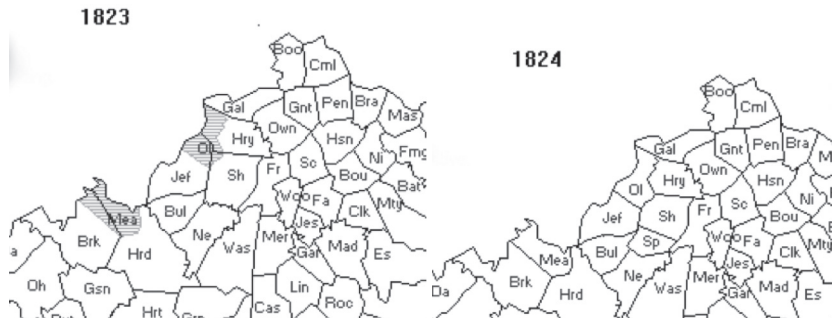 1823
Boo Cml
Gal Gnt Pen Bra Mas
Own
Hry Hsn
Ol Ni Fmg
Jef Sh Fr Sc Bou Bat
Mea Bul Woo Fa Clk Mty
Brk Hrd Ne Was Mer Jes Mad Es
Gar
Oh Gsn Lin Roc
Hrt Cas
1824
Boo Cml
Gal Gnt Pen Bra
Own
Ol Hry Hsn Ni
Jef Sh Fr Sc Bou
Sp Woo Fa Clk Mty
Mea Bul Jes
Brk Hrd Ne Was Mer Gar Mad Es
Da